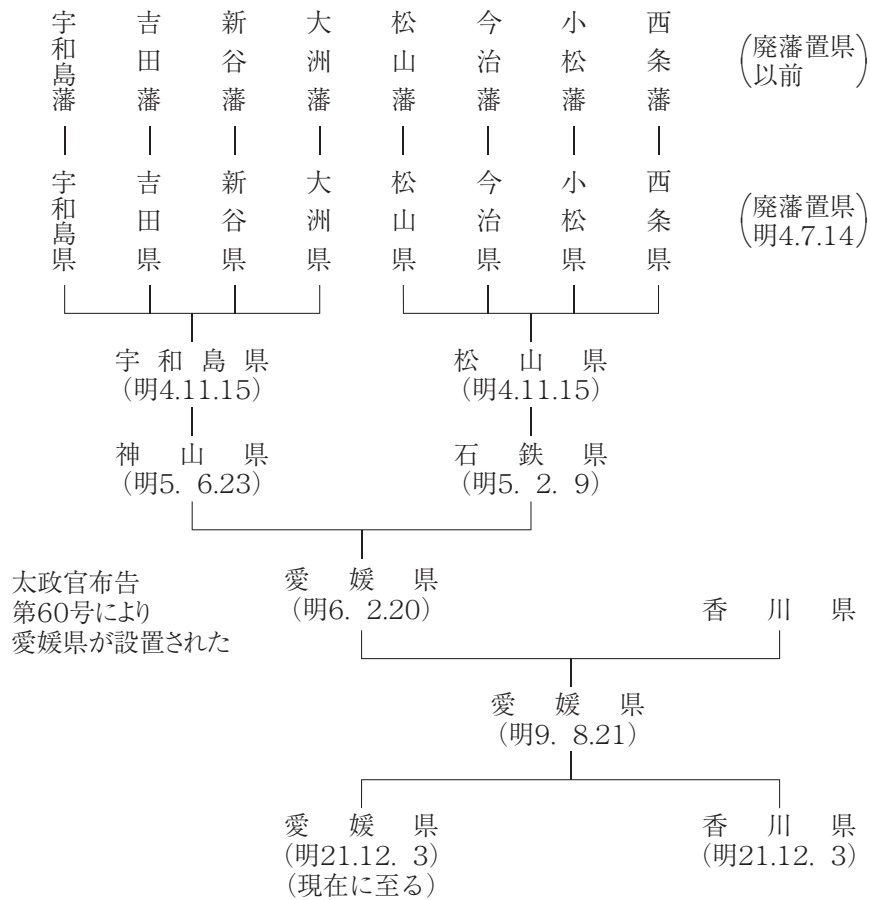 宇和島藩 吉田藩 新谷藩 大洲藩 松山藩 今治藩 小松藩 西条藩
(廃藩置県
以前)
宇和島県 吉田県 新谷県 大洲県 松山県 今治県 小松県 西条県
(廃藩置県
明4.7.14)
宇和島県 松山県
(明4.11.15) (明4.11.15)
神山県 石鉄県
(明5. 6.23) (明5. 2. 9)
太政官布告
第60号により
愛媛県が設置された
愛媛県
(明6. 2.20)
香川県
愛媛県
(明9. 8.21)
愛媛県 香川県
(明21.12. 3) (明21.12. 3)
(現在に至る)